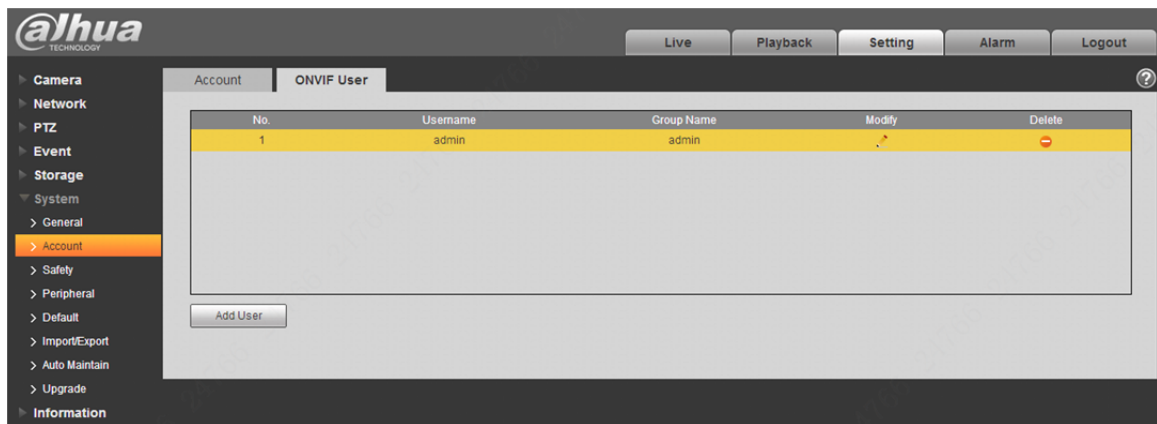 alhua
TECHNOLOGY
Live Playback Setting Alarm Logout
Camera
Network
PTZ
Event
Storage
System
> General
> Account
> Safety
> Peripheral
> Default
> Import/Export
> Auto Maintain
> Upgrade
Information
Account ONVIF User ?
No. Username Group Name Modify Delete
1 admin admin
Add User